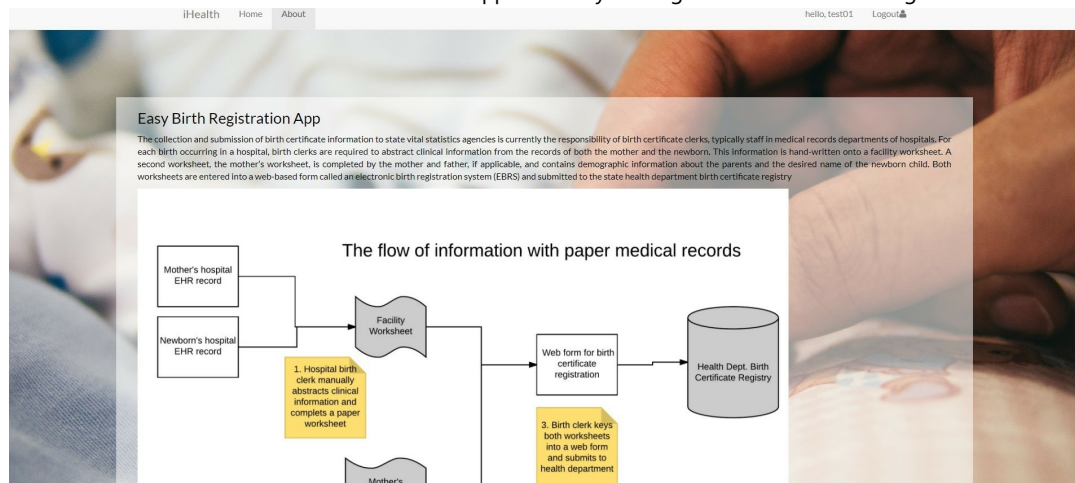 iHealth Home About hello, test01 Logout
Easy Birth Registration App
The collection and submission of birth certificate information to state vital statistics agencies is currently the responsibility of birth certificate clerks, typically staff in medical records departments of hospitals. For
each birth occurring in a hospital, birth clerks are required to abstract clinical information from the records of both the mother and the newborn. This information is hand-written onto a facility worksheet. A
second worksheet, the mother's worksheet, is completed by the mother and father, if applicable, and contains demographic information about the parents and the desired name of the newborn child. Both
worksheets are entered into a web-based form called an electronic birth registration system (EBRS) and submitted to the state health department birth certificate registry
The flow of information with paper medical records
Mother's hospital
EHR record
Newborn's hospital
EHR record
Facility
Worksheet
1. Hospital birth
clerk manually
abstracts clinical
information and
complets a paper
worksheet
Web form for birth
certificate
registration
Health Dept. Birth
Certificate Registry
3. Birth clerk keys
both worksheets
into a web form
and submits to
health department
Mother's